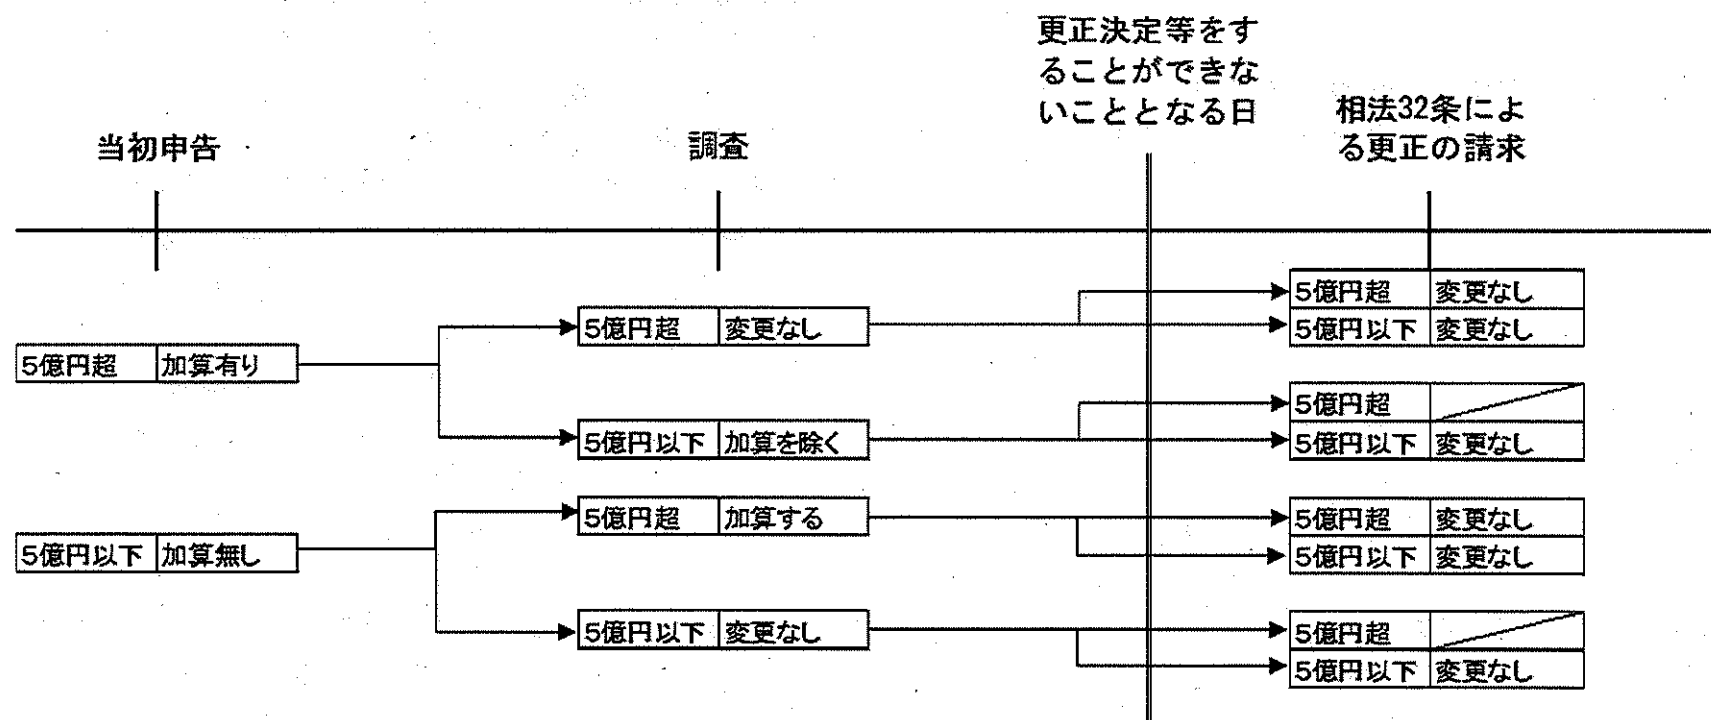 更正決定等をす
ることができな
いこととなる日
相法32条によ
る更正の請求
当初申告
調査
5億円超 変更なし
5億円以下 変更なし
5億円超 変更なし
5億円超 加算有り
5億円超
5億円以下 変更なし
5億円以下 加算を除く
5億円超 加算する
5億円超 変更なし
5億円以下 変更なし
5億円以下 加算無し
5億円以下 変更なし
5億円超
5億円以下 変更なし